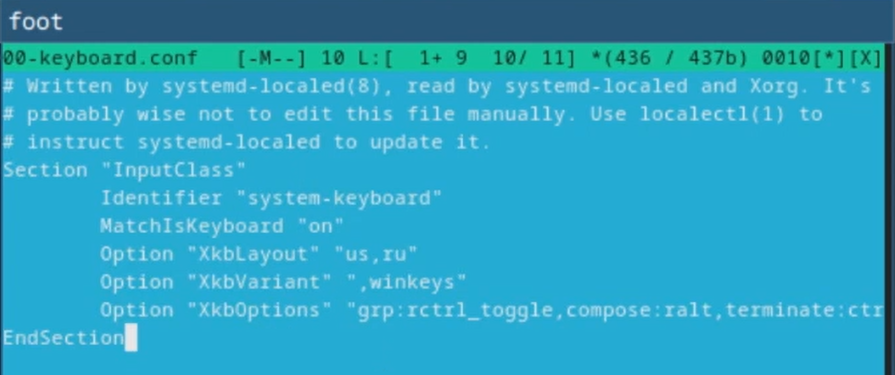 foot
00-keyboard.conf   [-M--] 10 L:[  1+ 9  10/ 11] *(436 / 437b) 0010[*][X]
# Written by systemd-localed(8), read by systemd-localed and Xorg. It's
# probably wise not to edit this file manually. Use localectl(1) to
# instruct systemd-localed to update it.
Section "InputClass"
        Identifier "system-keyboard"
        MatchIsKeyboard "on"
        Option "XkbLayout" "us,ru"
        Option "XkbVariant" ",winkeys"
        Option "XkbOptions" "grp:rctrl_toggle,compose:ralt,terminate:ctr
EndSection